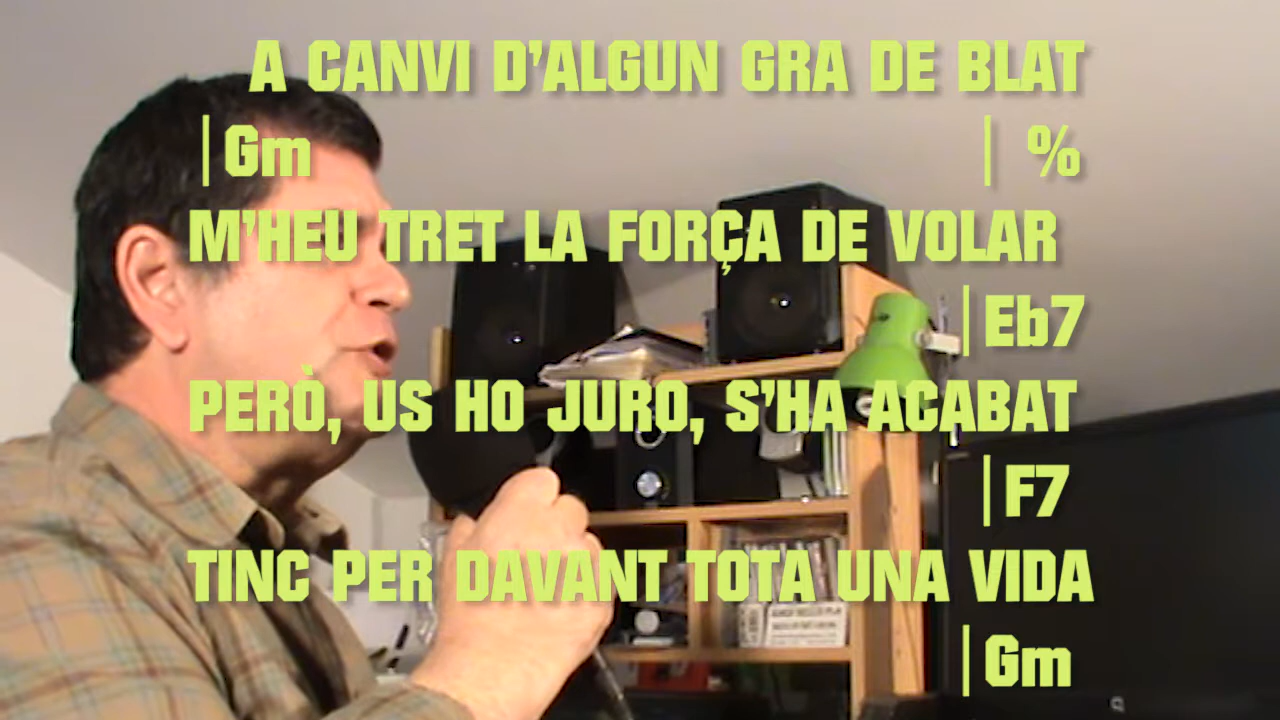 A CANVI D'ALGUN GRA DE BLAT
|Gm | %
M'HEU TRET LA FORÇA DE VOLAR
|Eb7
PERÒ, US HO JURO, S'HA ACABAT
|F7
TINC PER DAVANT TOTA UNA VIDA
|Gm